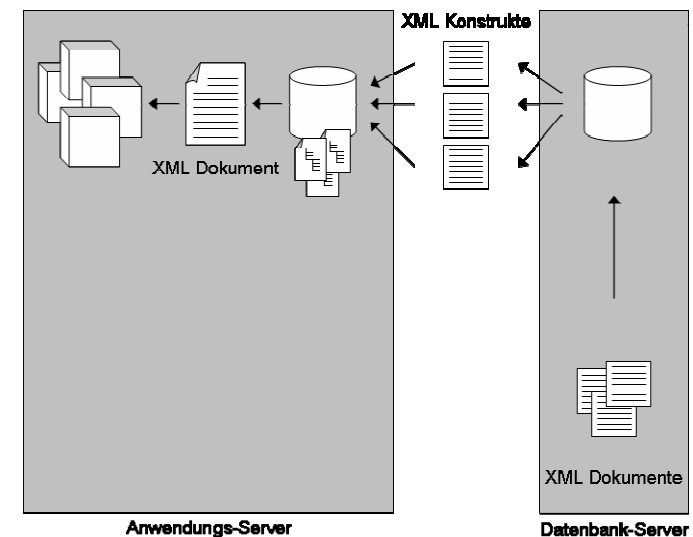 XML Konstrukte
XML Dokument
XML Dokumente
Anwendungs-Server
Datenbank-Server